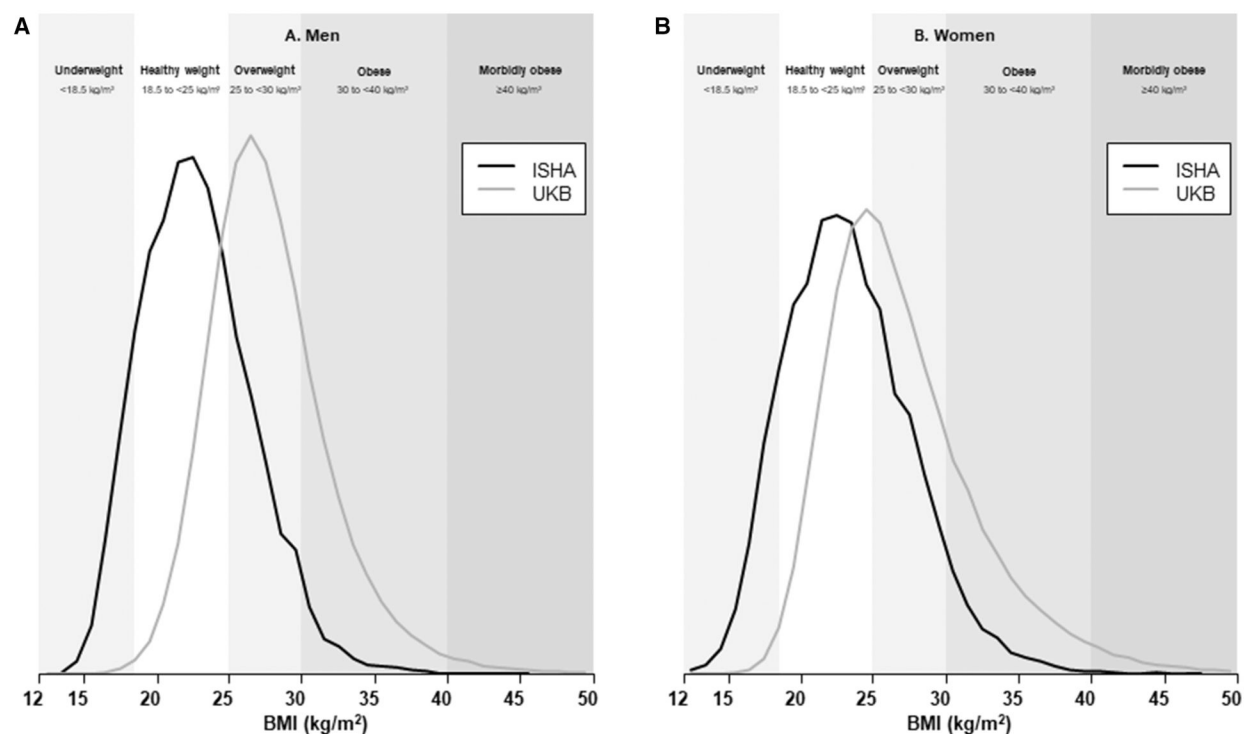 A
A. Men
Underweight Healthy weight Overweight Obese Morbidly obese
<18.5 kg/m² 18.5 to <25 kg/m² 25 to <30 kg/m² 30 to <40 kg/m² ≥40 kg/m²
ISHA
UKB
12 15 20 25 30 35 40 45 50
BMI (kg/m²)
B
B. Women
Underweight Healthy weight Overweight Obese Morbidly obese
<18.5 kg/m² 18.5 to <25 kg/m² 25 to <30 kg/m² 30 to <40 kg/m² ≥40 kg/m²
ISHA
UKB
12 15 20 25 30 35 40 45 50
BMI (kg/m²)